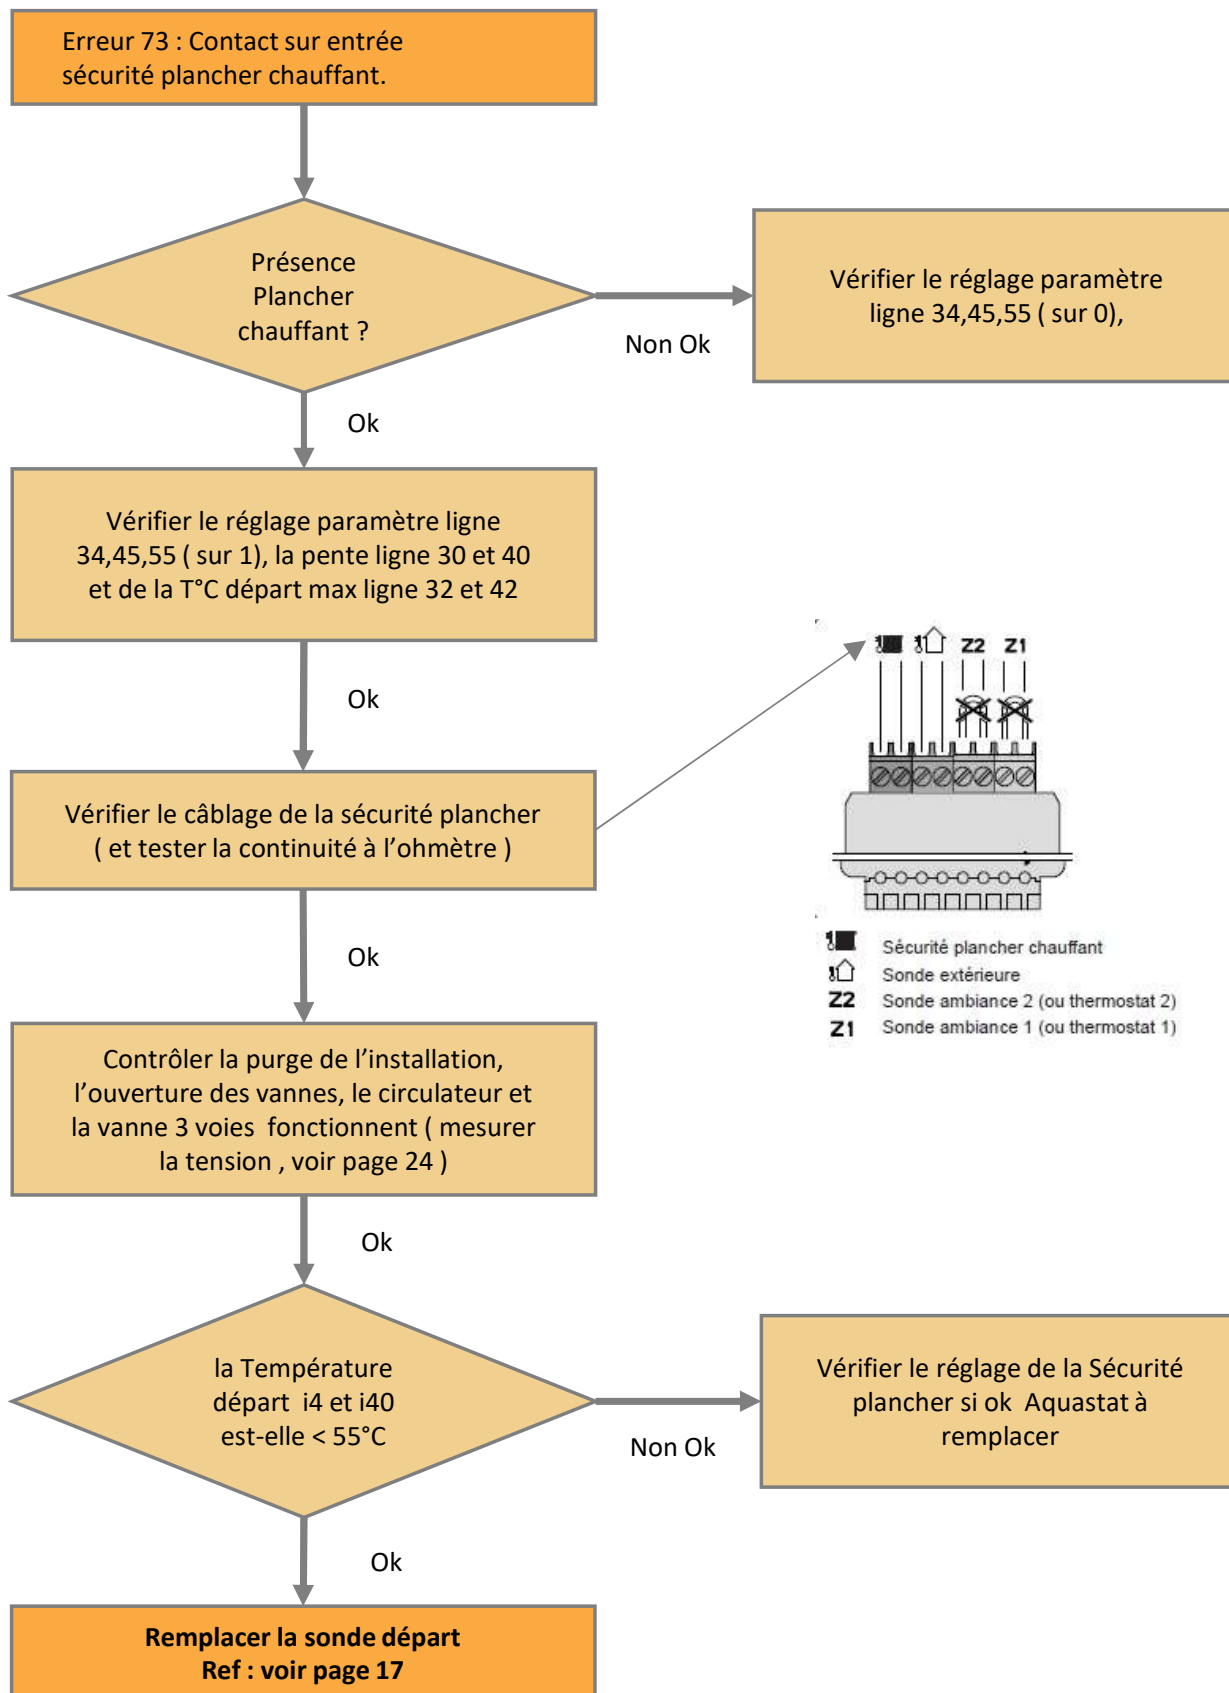 Erreur 73 : Contact sur entrée
sécurité plancher chauffant.
Présence
Plancher
chauffant ?
Non Ok
Vérifier le réglage paramètre
ligne 34,45,55 ( sur 0),
Ok
Vérifier le réglage paramètre ligne
34,45,55 ( sur 1), la pente ligne 30 et 40
et de la T°C départ max ligne 32 et 42
Ok
Vérifier le câblage de la sécurité plancher
( et tester la continuité à l’ohmètre )
Z2 Z1
Sécurité plancher chauffant
Sonde extérieure
Z2 Sonde ambiance 2 (ou thermostat 2)
Z1 Sonde ambiance 1 (ou thermostat 1)
Ok
Contrôler la purge de l’installation,
l’ouverture des vannes, le circulateur et
la vanne 3 voies fonctionnent ( mesurer
la tension , voir page 24 )
Ok
la Température
départ i4 et i40
est-elle < 55°C
Non Ok
Vérifier le réglage de la Sécurité
plancher si ok Aquastat à
remplacer
Ok
Remplacer la sonde départ
Ref : voir page 17